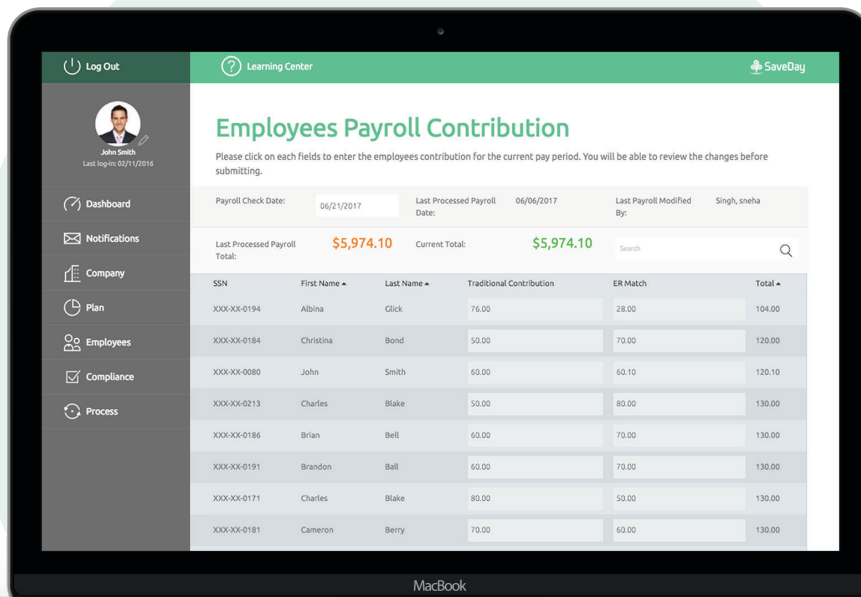 Log Out
Learning Center
SaveDay
John Smith
Last log-in: 02/11/2016
Dashboard
Notifications
Company
Plan
Employees
Compliance
Process
Employees Payroll Contribution
Please click on each fields to enter the employees contribution for the current pay period. You will be able to review the changes before
submitting.
Payroll Check Date: 06/21/2017 Last Processed Payroll Date: 06/06/2017 Last Payroll Modified By: Singh, sneha
Last Processed Payroll Total: $5,974.10 Current Total: $5,974.10 Search
SSN First Name Last Name Traditional Contribution ER Match Total
XXX-XX-0194 Albina Glick 76.00 28.00 104.00
XXX-XX-0184 Christina Bond 50.00 70.00 120.00
XXX-XX-0080 John Smith 60.00 60.10 120.10
XXX-XX-0213 Charles Blake 50.00 80.00 130.00
XXX-XX-0186 Brian Bell 60.00 70.00 130.00
XXX-XX-0191 Brandon Ball 60.00 70.00 130.00
XXX-XX-0171 Charles Blake 80.00 50.00 130.00
XXX-XX-0181 Cameron Berry 70.00 60.00 130.00
MacBook